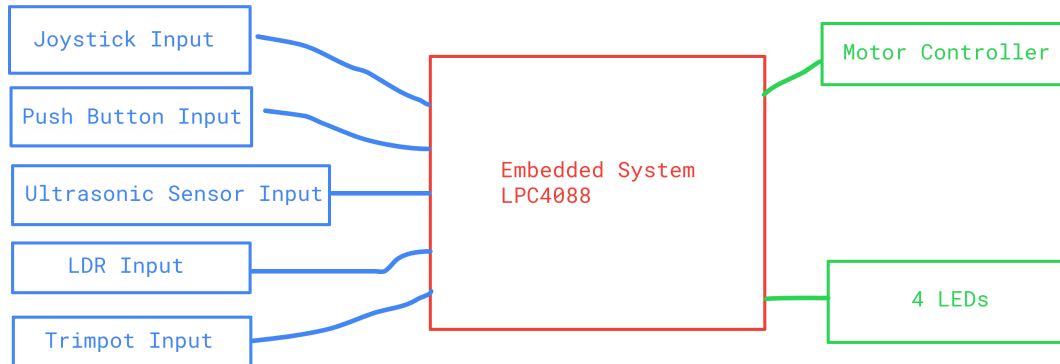 Joystick Input
Push Button Input
Ultrasonic Sensor Input
LDR Input
Trimpot Input
Embedded System
LPC4088
Motor Controller
4 LEDs